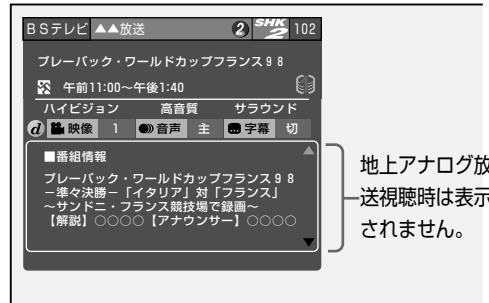 BSテレビ ▲▲放送 2 SHK 2 102
プレーバック・ワールドカップフランス98
午前11:00〜午後1:40
ハイビジョン 高音質 サラウンド
d 映像 1 音声 主 字幕 切
■番組情報
プレーバック・ワールドカップフランス98
－準々決勝－「イタリア」対「フランス」
〜サンドニ・フランス競技場で録画〜
【解説】○○○○【アナウンサー】○○○○
地上アナログ放
送視聴時は表示
されません。